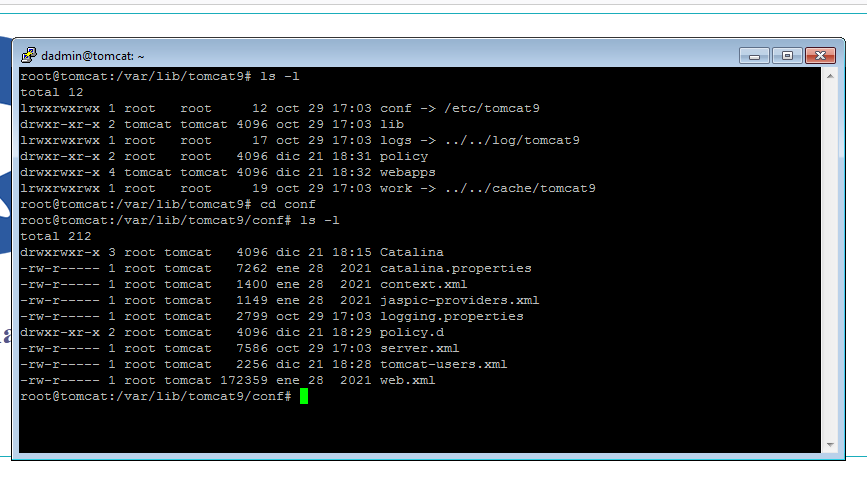 dadmin@tomcat: ~
root@tomcat:/var/lib/tomcat9# ls -l
total 12
lrwxrwxrwx 1 root   root     12 oct 29 17:03 conf -> /etc/tomcat9
drwxr-xr-x 2 tomcat tomcat 4096 oct 29 17:03 lib
lrwxrwxrwx 1 root   root     17 oct 29 17:03 logs -> ../../log/tomcat9
drwxr-xr-x 2 root   root   4096 dic 21 18:31 policy
drwxrwxr-x 4 tomcat tomcat 4096 dic 21 18:32 webapps
lrwxrwxrwx 1 root   root     19 oct 29 17:03 work -> ../../cache/tomcat9
root@tomcat:/var/lib/tomcat9# cd conf
root@tomcat:/var/lib/tomcat9/conf# ls -l
total 212
drwxrwxr-x 3 root tomcat   4096 dic 21 18:15 Catalina
-rw-r----- 1 root tomcat   7262 ene 28  2021 catalina.properties
-rw-r----- 1 root tomcat   1400 ene 28  2021 context.xml
-rw-r----- 1 root tomcat   1149 ene 28  2021 jaspic-providers.xml
-rw-r----- 1 root tomcat   2799 oct 29 17:03 logging.properties
drwxr-xr-x 2 root tomcat   4096 dic 21 18:29 policy.d
-rw-r----- 1 root tomcat   7586 oct 29 17:03 server.xml
-rw-r----- 1 root tomcat   2256 dic 21 18:28 tomcat-users.xml
-rw-r----- 1 root tomcat 172359 ene 28  2021 web.xml
root@tomcat:/var/lib/tomcat9/conf#